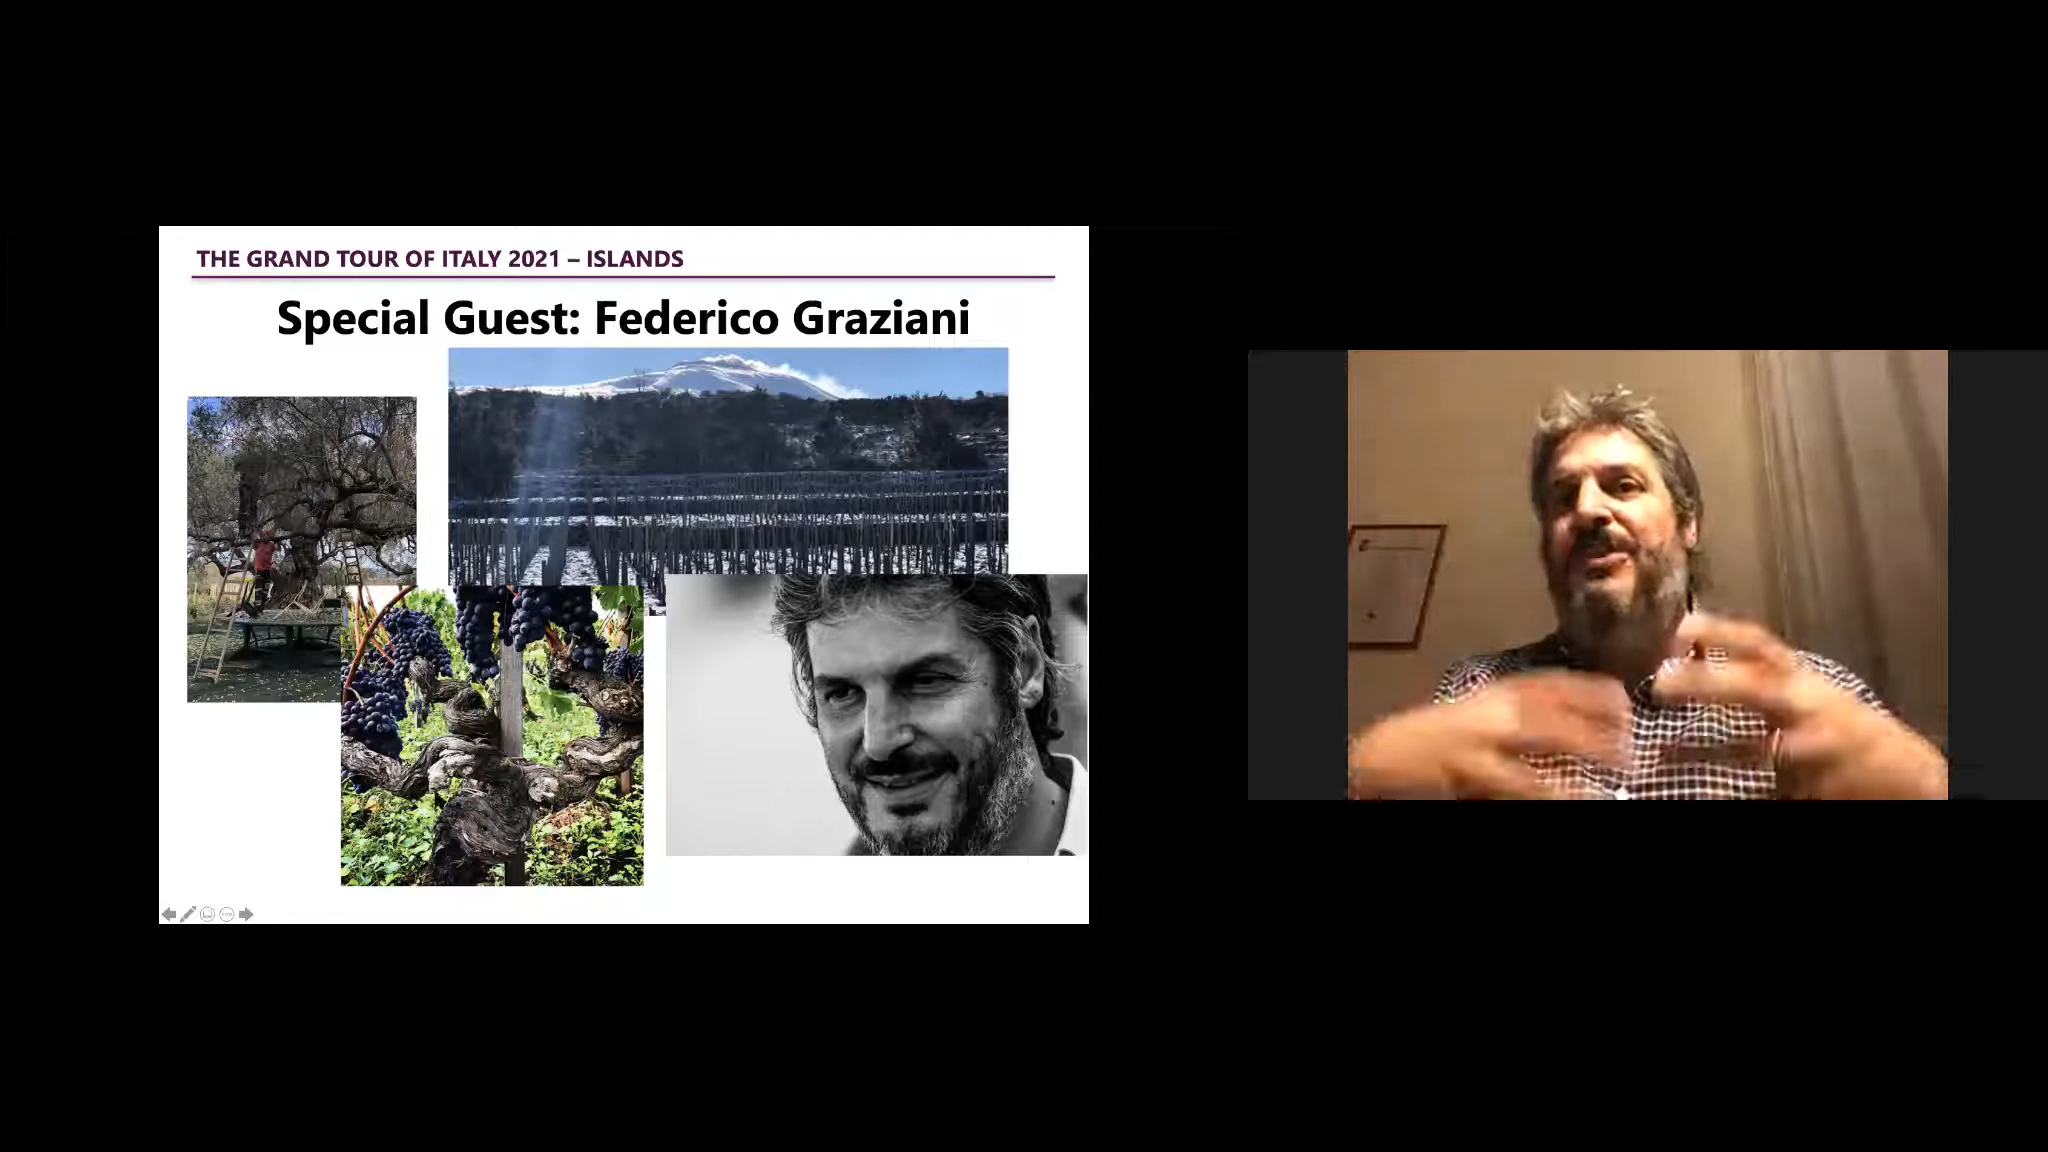 THE GRAND TOUR OF ITALY 2021 – ISLANDS
Special Guest: Federico Graziani